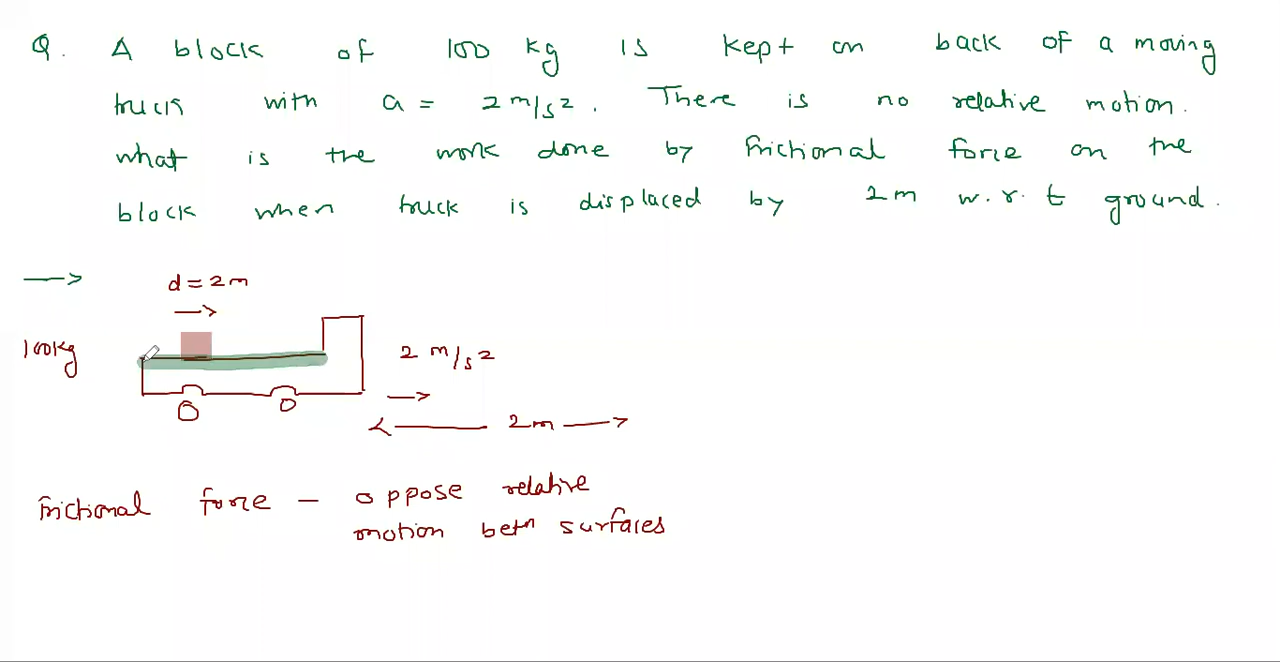 Q. A block of 100 kg is kept on back of a moving
truck with a = 2 m/s2. There is no relative motion.
what is the work done by frictional force on the
block when truck is displaced by 2m w.r.t ground.
d = 2m
100kg
2 m/s2
2m
Frictional force - oppose relative
motion betn surfaces